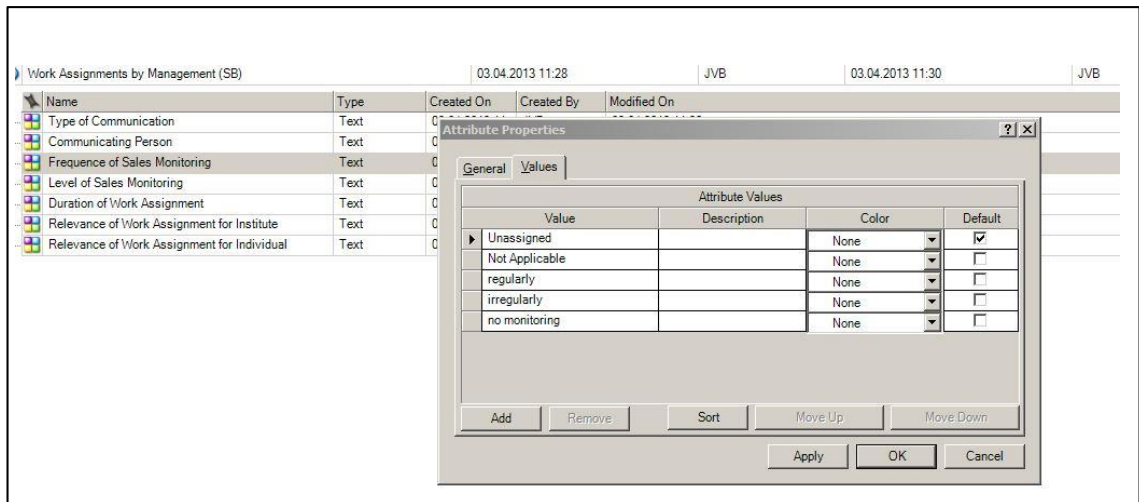 Work Assignments by Management (SB) 03.04.2013 11:28 JVB 03.04.2013 11:30 JVB
Name Type Created On Created By Modified On
Type of Communication Text
Communicating Person Text
Frequence of Sales Monitoring Text
Level of Sales Monitoring Text
Duration of Work Assignment Text
Relevance of Work Assignment for Institute Text
Relevance of Work Assignment for Individual Text
Attribute Properties ? x
General Values
Attribute Values
Value Description Color Default
Unassigned None
Not Applicable None
regularly None
irregularly None
no monitoring None
Add Remove Sort Move Up Move Down
Apply OK Cancel